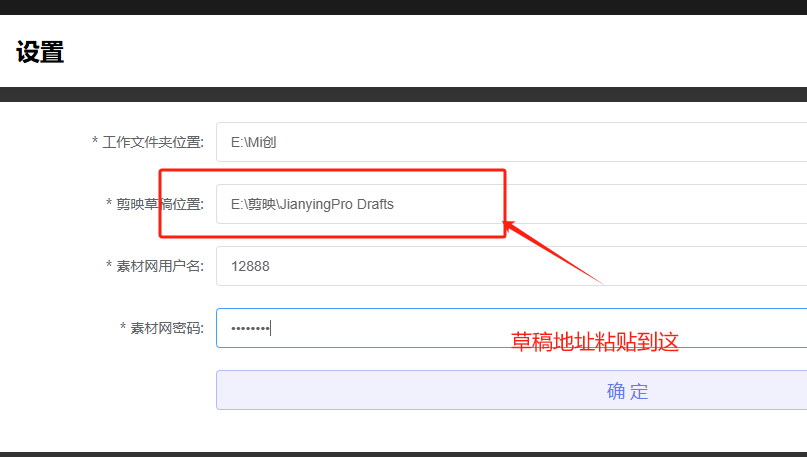 设置
* 工作文件夹位置: E:\Mi创
* 剪映草稿位置: E:\剪映\JianyingPro Drafts
* 素材网用户名: 12888
* 素材网密码: ••••••••
草稿地址粘贴到这
确 定